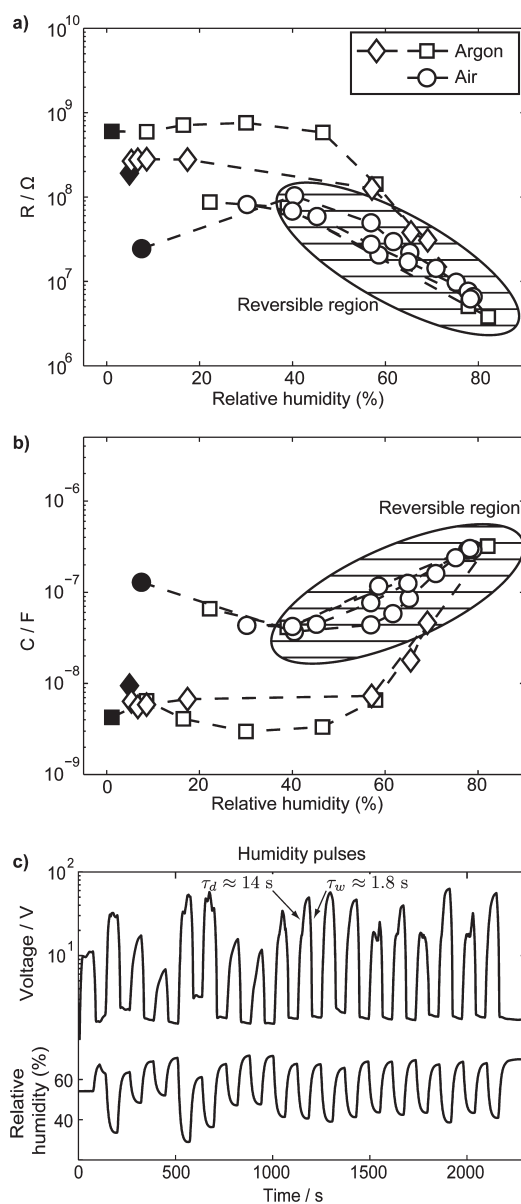 a)
10^10
10^9
10^8
10^7
10^6
R / Ω
Argon
Air
Reversible region
0 20 40 60 80
Relative humidity (%)
b)
10^−6
10^−7
10^−8
10^−9
C / F
Reversible region
0 20 40 60 80
Relative humidity (%)
c)
Humidity pulses
τ_d ≈ 14 s τ_w ≈ 1.8 s
10^2
10^1
Voltage / V
60
40
Relative
humidity (%)
0 500 1000 1500 2000
Time / s